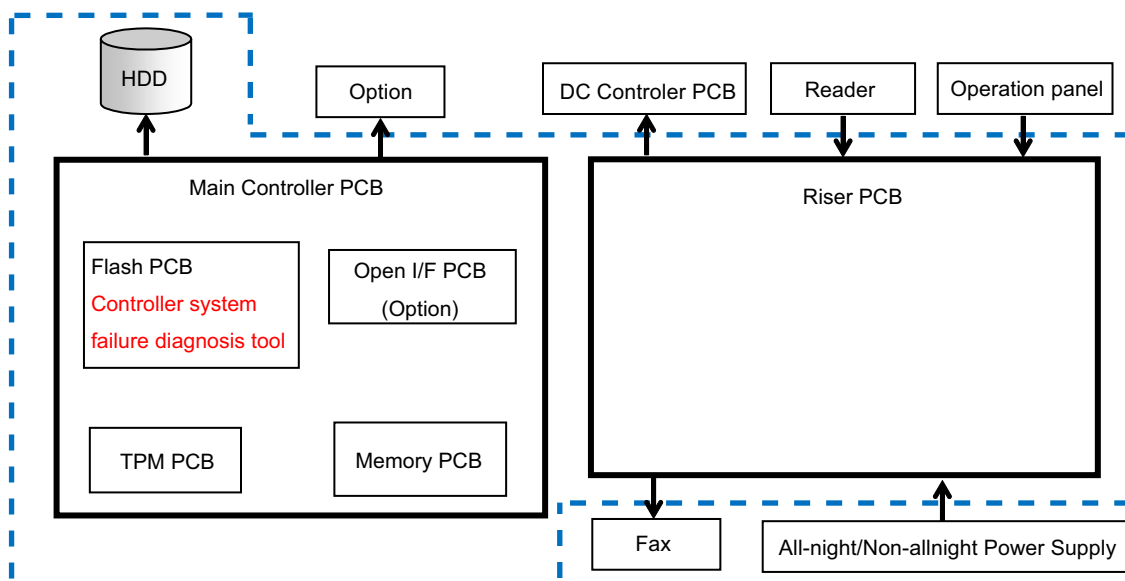 HDD
Option
DC Controler PCB
Reader
Operation panel
Main Controller PCB
Riser PCB
Flash PCB
Controller system
failure diagnosis tool
Open I/F PCB
(Option)
TPM PCB
Memory PCB
Fax
All-night/Non-allnight Power Supply